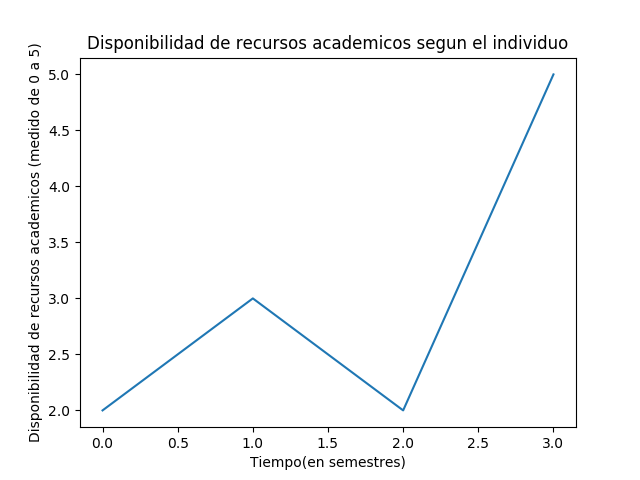 Disponibilidad de recursos academicos segun el individuo
Disponibilidad de recursos academicos (medido de 0 a 5)
5.0
4.5
4.0
3.5
3.0
2.5
2.0
0.0 0.5 1.0 1.5 2.0 2.5 3.0
Tiempo(en semestres)